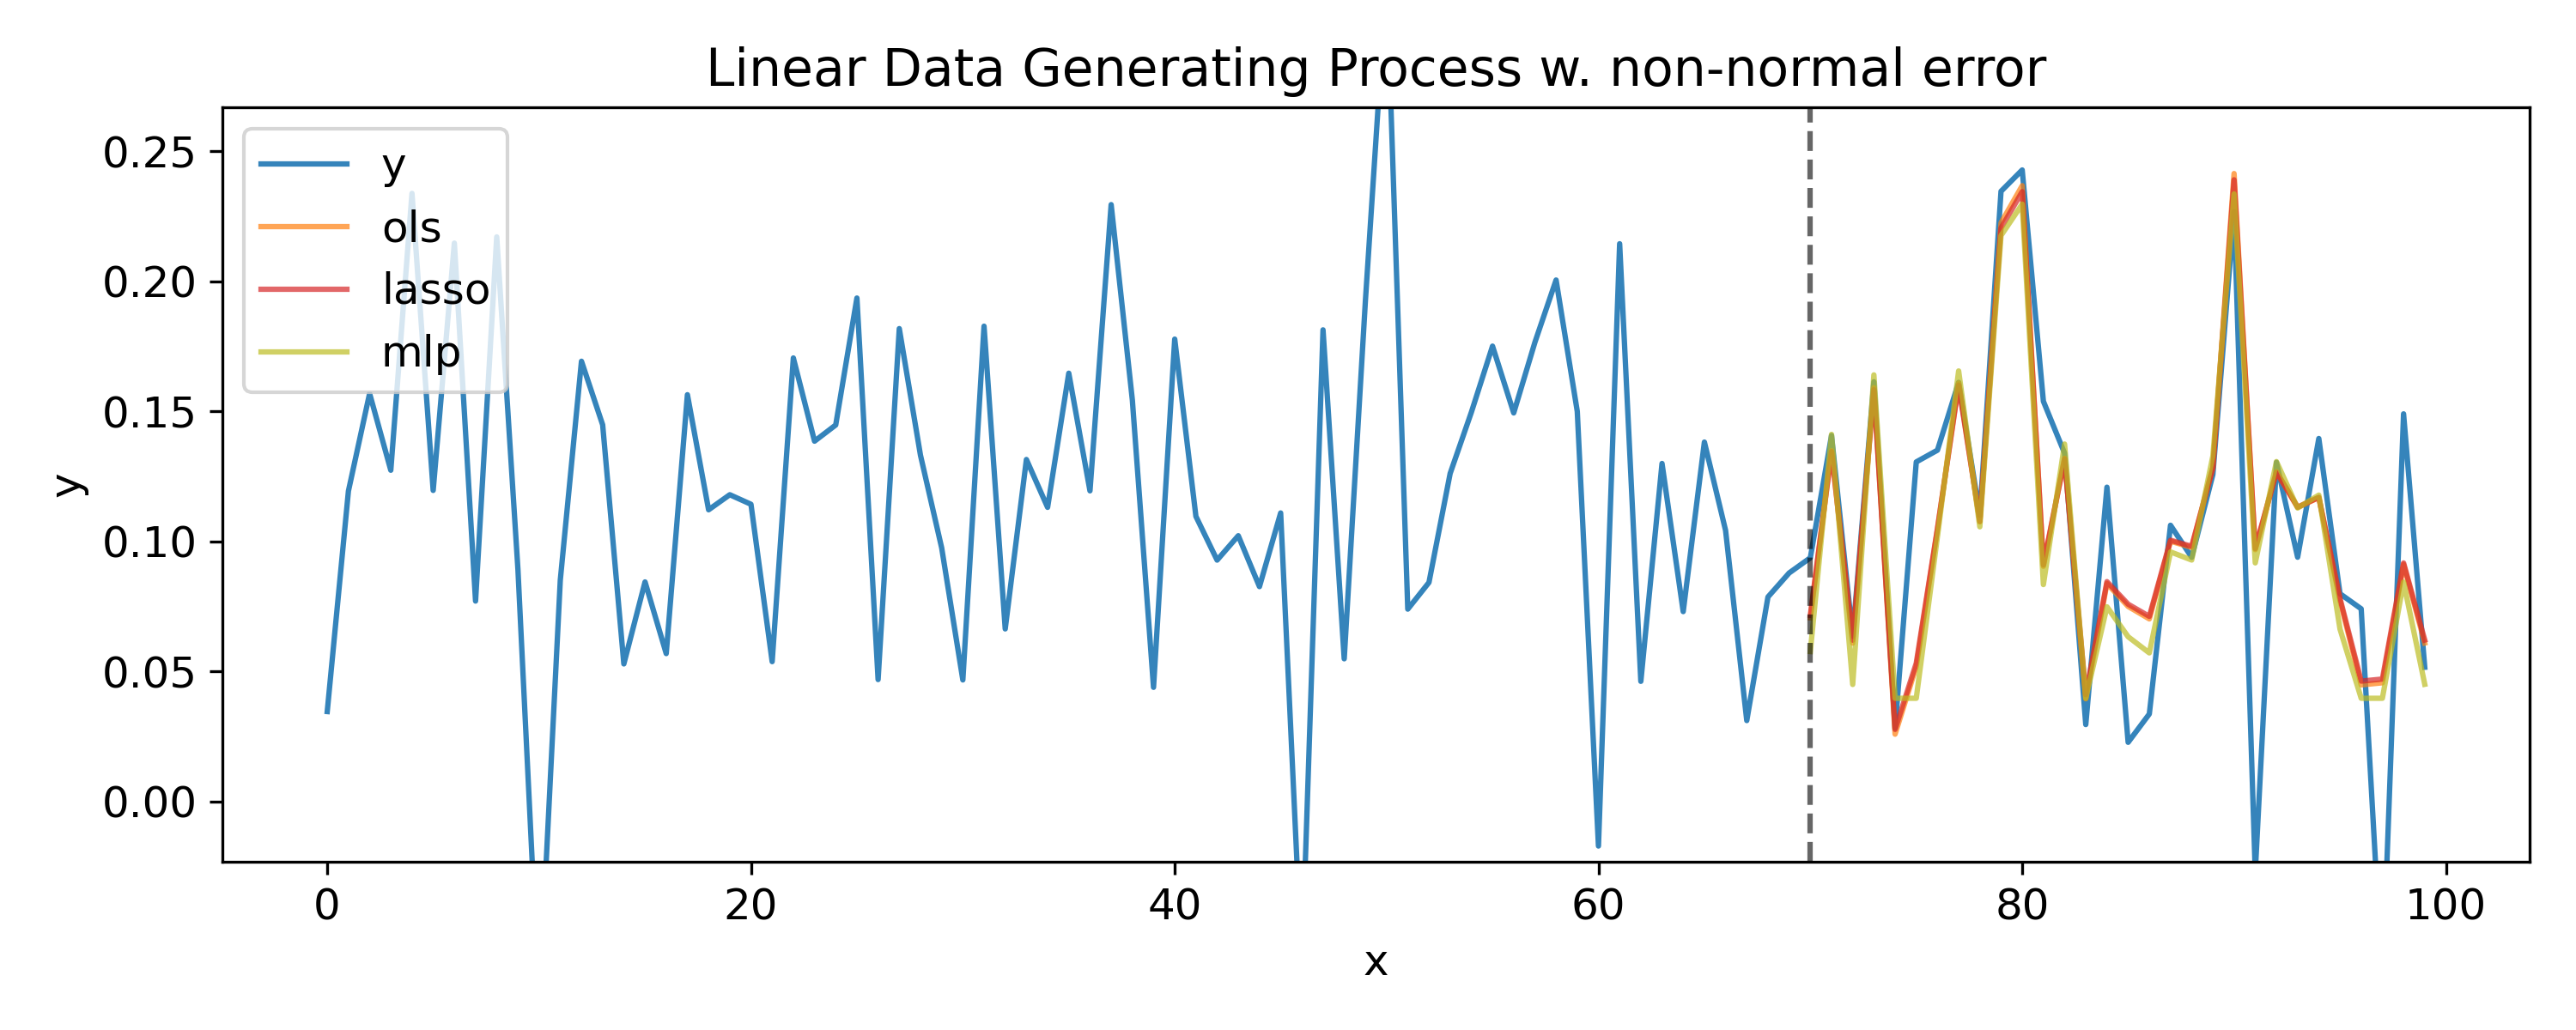 Linear Data Generating Process w. non-normal error
y
ols
lasso
mlp
0.25
0.20
0.15
0.10
0.05
0.00
y
0 20 40 60 80 100
x